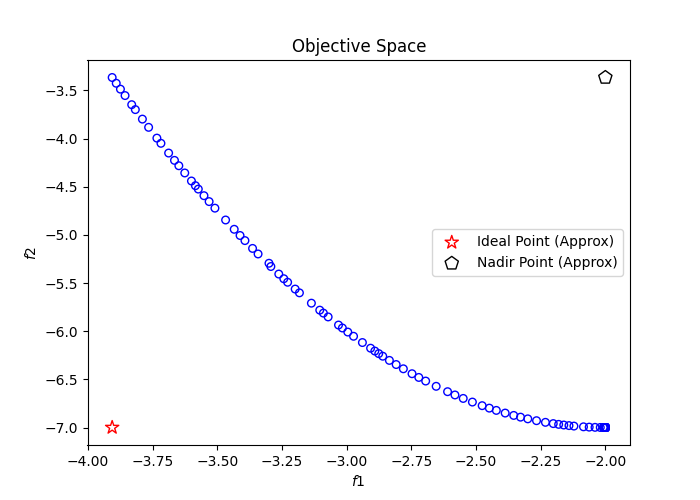 Objective Space
f2
−3.5
−4.0
−4.5
−5.0
−5.5
−6.0
−6.5
−7.0
Ideal Point (Approx)
Nadir Point (Approx)
−4.00 −3.75 −3.50 −3.25 −3.00 −2.75 −2.50 −2.25 −2.00
f1